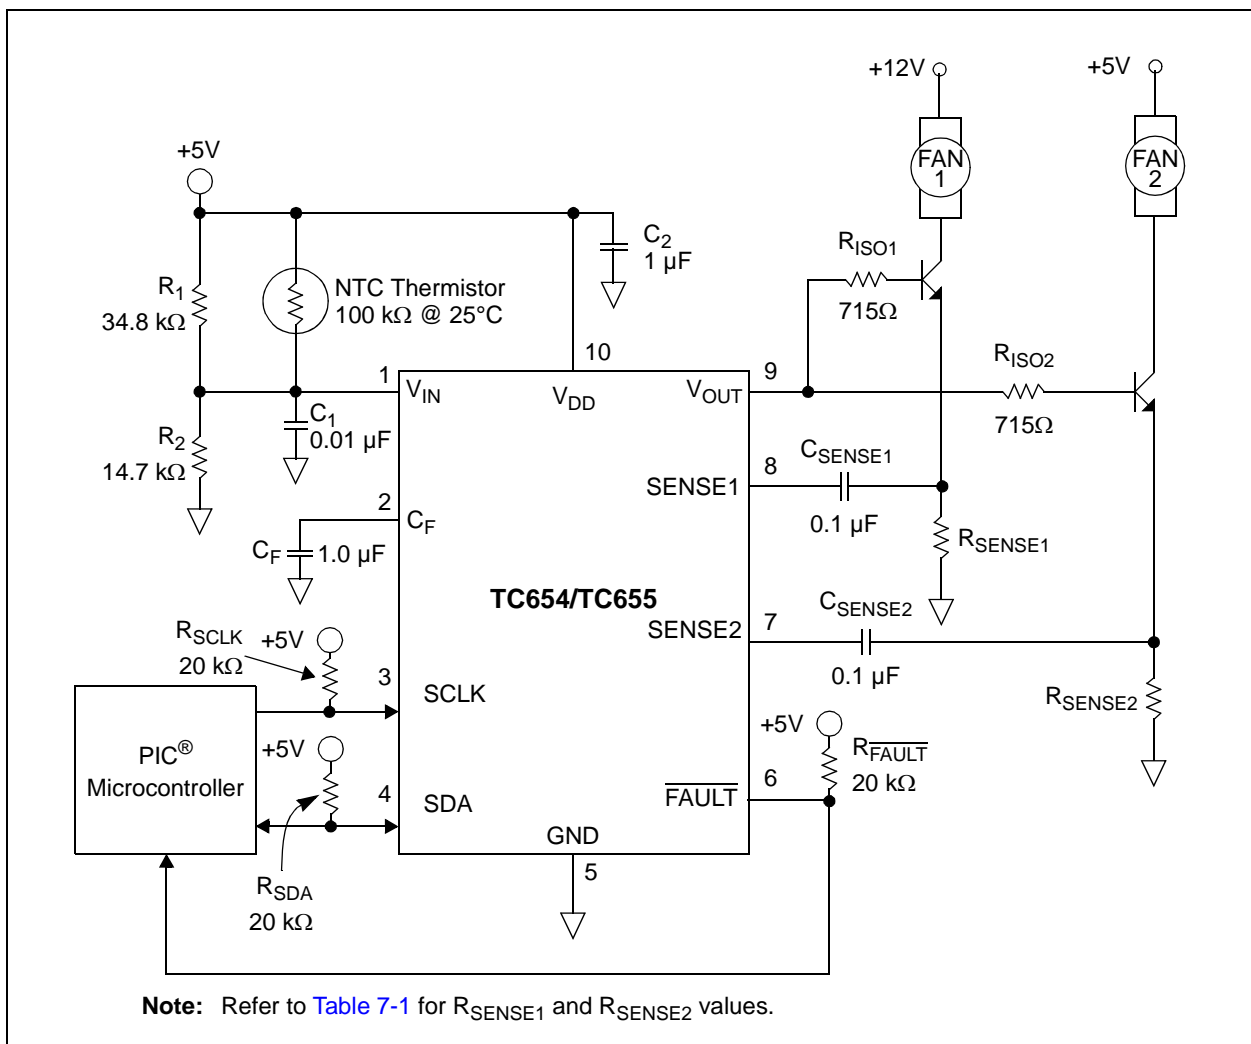 +12V
+5V
FAN
1
FAN
2
+5V
C2
1 µF
RISO1
715Ω
R1
34.8 kΩ
NTC Thermistor
100 kΩ @ 25°C
RISO2
715Ω
10
1
VIN
VDD
VOUT
9
C1
0.01 µF
R2
14.7 kΩ
CSENSE1
8
SENSE1
0.1 µF
RSENSE1
2
CF
CF
1.0 µF
TC654/TC655
CSENSE2
SENSE2
7
0.1 µF
RSENSE2
RSCLK
20 kΩ
+5V
3
SCLK
PIC®
Microcontroller
+5V
4
SDA
+5V
RFAULT
20 kΩ
6
FAULT
GND
5
RSDA
20 kΩ
Note: Refer to Table 7-1 for RSENSE1 and RSENSE2 values.